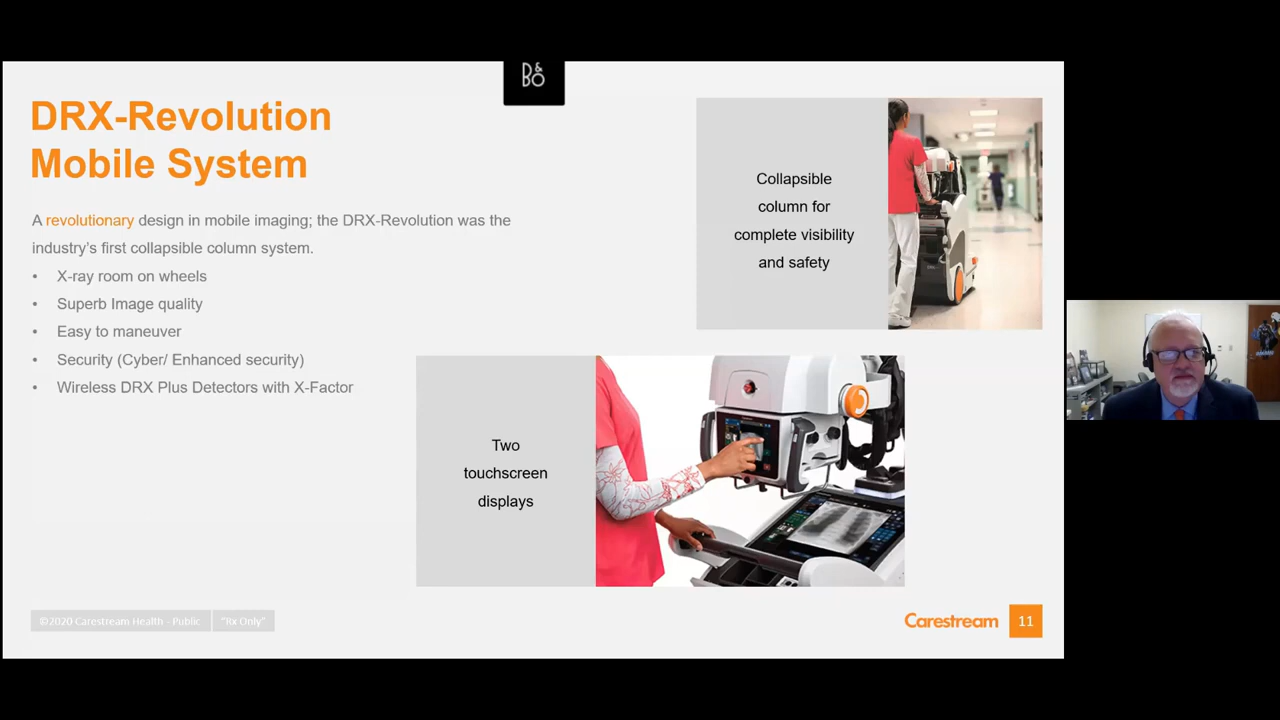 B&O
DRX-Revolution
Mobile System
A revolutionary design in mobile imaging; the DRX-Revolution was the
industry's first collapsible column system.
• X-ray room on wheels
• Superb Image quality
• Easy to maneuver
• Security (Cyber/ Enhanced security)
• Wireless DRX Plus Detectors with X-Factor
Collapsible
column for
complete visibility
and safety
Two
touchscreen
displays
©2020 Carestream Health - Public
"Rx Only"
Carestream
11